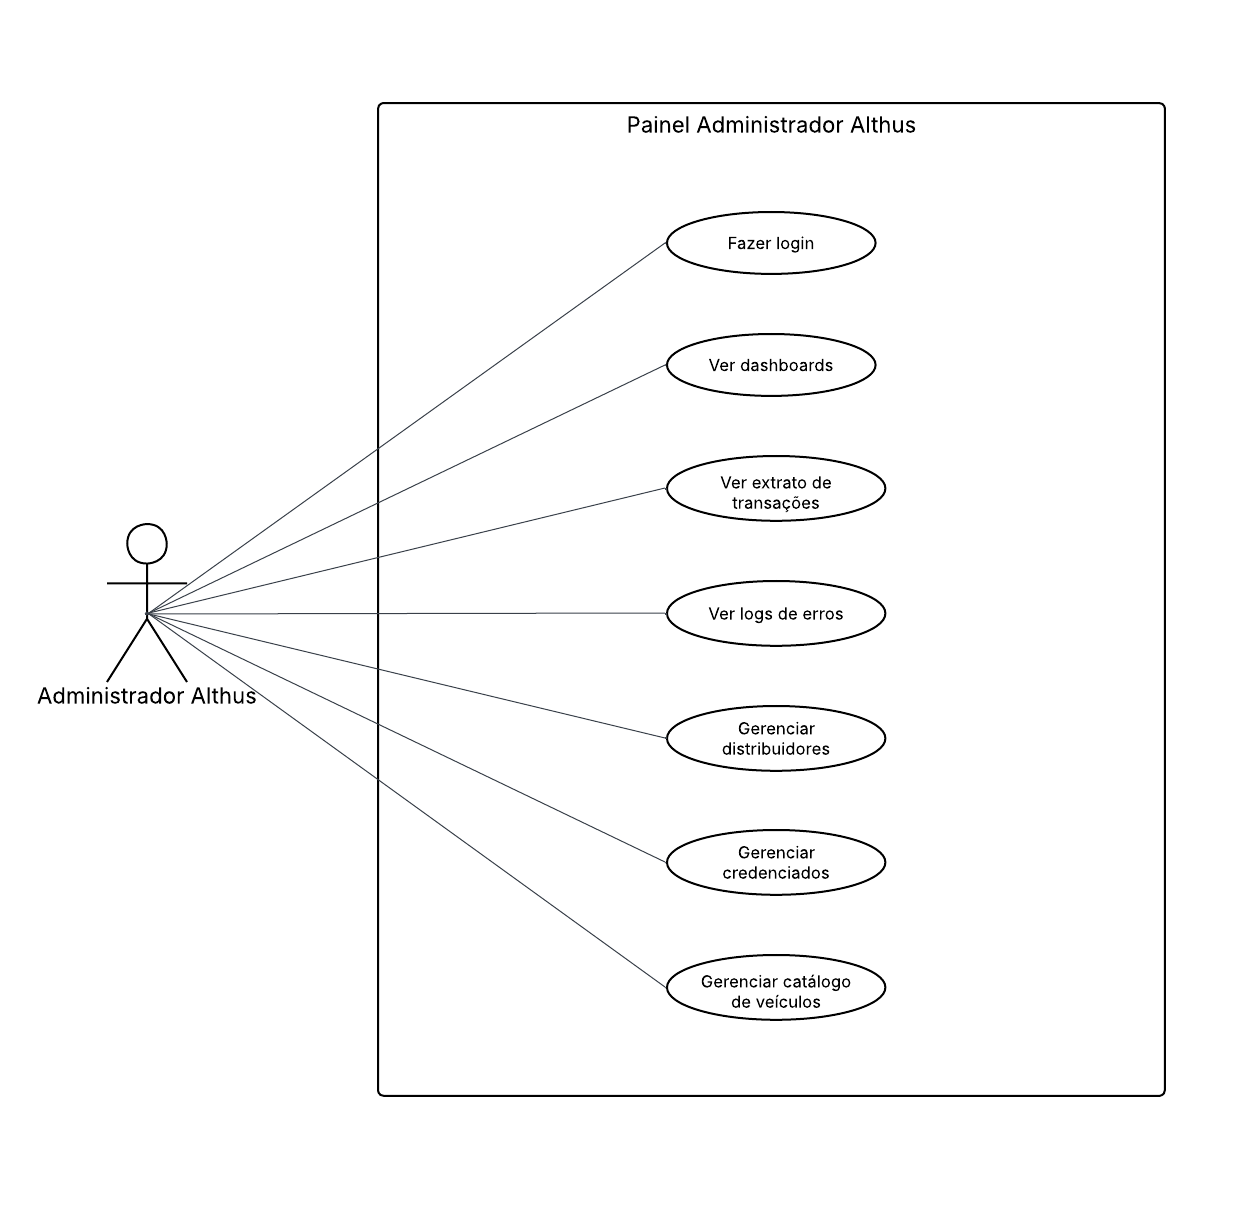 Painel Administrador Althus
Fazer login
Ver dashboards
Ver extrato de
transações
Ver logs de erros
Administrador Althus
Gerenciar
distribuidores
Gerenciar
credenciados
Gerenciar catálogo
de veículos